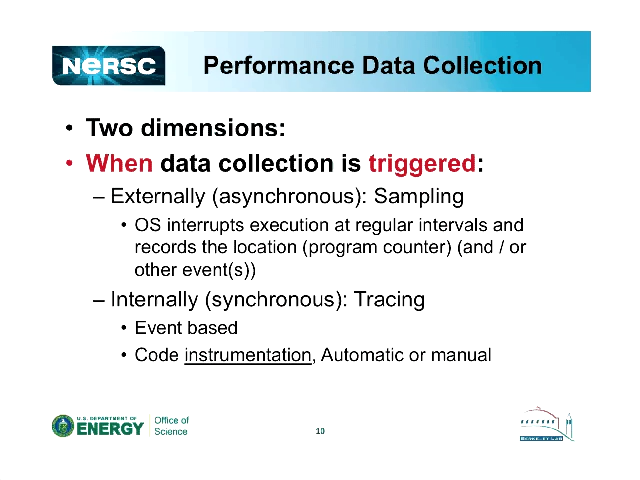 NERSC
Performance Data Collection
• Two dimensions:
• When data collection is triggered:
– Externally (asynchronous): Sampling
• OS interrupts execution at regular intervals and
records the location (program counter) (and / or
other event(s))
– Internally (synchronous): Tracing
• Event based
• Code instrumentation, Automatic or manual
U.S. DEPARTMENT OF
ENERGY
Office of
Science
10
BERKELEY LAB